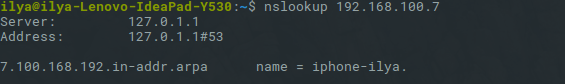 ilya@ilya-Lenovo-IdeaPad-Y530:~$ nslookup 192.168.100.7
Server:		127.0.1.1
Address:	127.0.1.1#53
7.100.168.192.in-addr.arpa	name = iphone-ilya.